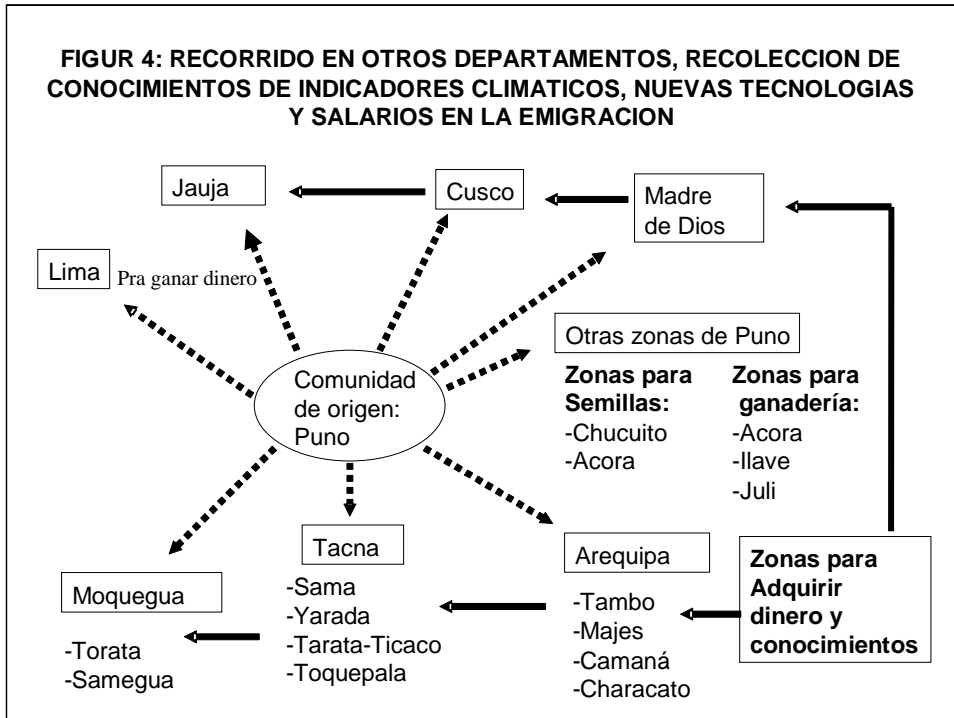 FIGUR 4: RECORRIDO EN OTROS DEPARTAMENTOS, RECOLECCION DE
CONOCIMIENTOS DE INDICADORES CLIMATICOS, NUEVAS TECNOLOGIAS
Y SALARIOS EN LA EMIGRACION
Jauja
Cusco
Madre
de Dios
Lima
Pra ganar dinero
Otras zonas de Puno
Zonas para
Semillas:
-Chucuito
-Acora
Zonas para
ganadería:
-Acora
-Ilave
-Juli
Comunidad
de origen:
Puno
Moquegua
-Torata
-Samegua
Tacna
-Sama
-Yarada
-Tarata-Ticaco
-Toquepala
Arequipa
-Tambo
-Majes
-Camaná
-Characato
Zonas para
Adquirir
dinero y
conocimientos